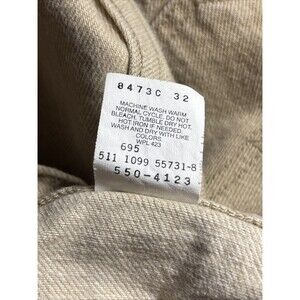 8473C 32
MACHINE WASH WARM
NORMAL CYCLE. DO NOT
BLEACH. TUMBLE DRY HOT.
HOT IRON IF NEEDED.
WASH AND DRY WITH LIKE
COLORS.
WPL 423
695
511 1099 55731-8
550-4123